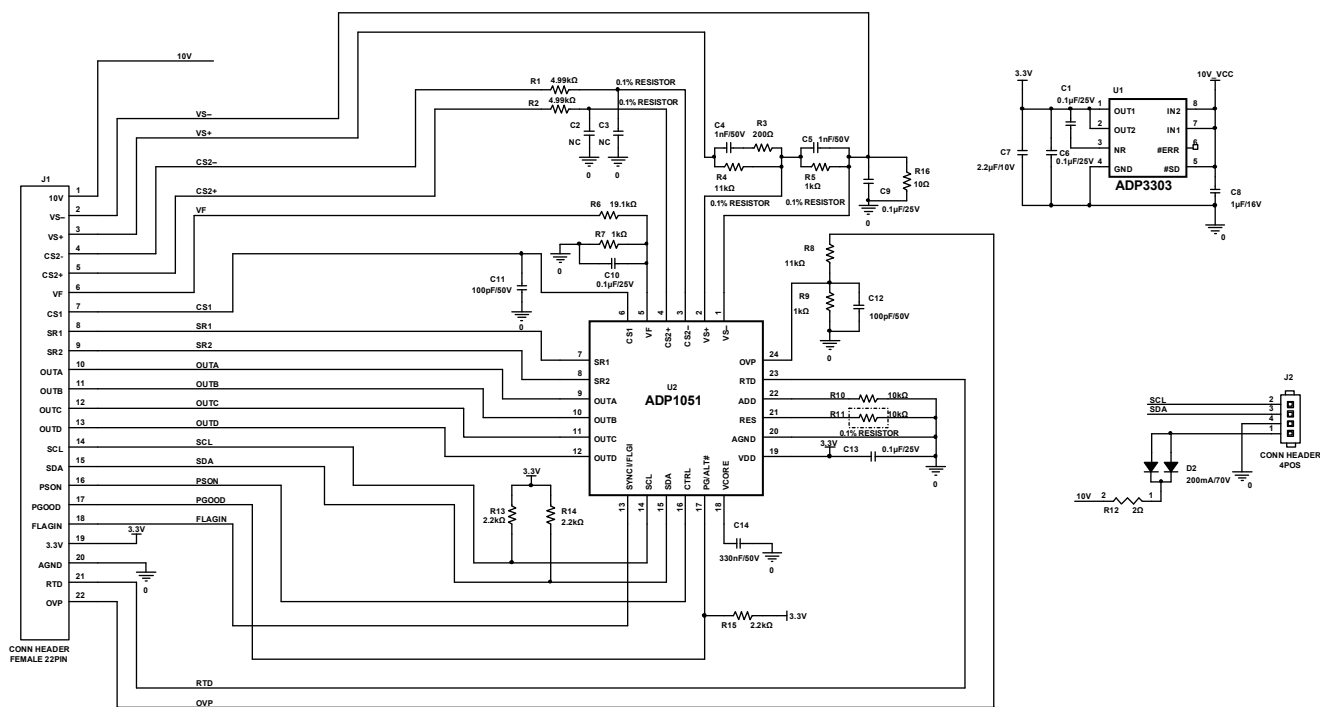 10V
VS–
VS+
CS2–
CS2+
VF
CS1
SR1
SR2
OUTA
OUTB
OUTC
OUTD
SCL
SDA
PSON
PGOOD
FLAGIN
3.3V
RTD
OVP
J1
1 10V
2 VS–
3 VS+
4 CS2-
5 CS2+
6 VF
7 CS1
8 SR1
9 SR2
10 OUTA
11 OUTB
12 OUTC
13 OUTD
14 SCL
15 SDA
16 PSON
17 PGOOD
18 FLAGIN
19 3.3V
20 AGND
21 RTD
22 OVP
0
CONN HEADER
FEMALE 22PIN
R1 4.99kΩ
0.1% RESISTOR
R2 4.99kΩ
0.1% RESISTOR
C2
NC
C3
NC
0
0
C4
1nF/50V
R3
200Ω
R4
11kΩ
0.1% RESISTOR
C5 1nF/50V
R5
1kΩ
0.1% RESISTOR
C9
0.1µF/25V
0
R16
10Ω
R6 19.1kΩ
R7 1kΩ
0
C10
0.1µF/25V
C11
100pF/50V
0
R8
11kΩ
R9
1kΩ
C12
100pF/50V
0
6 CS1
5 VF
4 CS2+
3 CS2–
2 VS+
1 VS–
7 SR1
8 SR2
9 OUTA
10 OUTB
11 OUTC
12 OUTD
U2
ADP1051
OVP 24
RTD 23
ADD 22
RES 21
AGND 20
VDD 19
SYNCI/FLGI 13
SCL 14
SDA 15
CTRL 16
PG/ALT# 17
VCORE 18
R10 10kΩ
R11 10kΩ
0.1% RESISTOR
3.3V
C13 0.1µF/25V
0
3.3V
R13
2.2kΩ
R14
2.2kΩ
C14
330nF/50V
0
R15 2.2kΩ
3.3V
3.3V
C1
0.1µF/25V
U1
10V_VCC
1 OUT1
2 OUT2
3 NR
4 GND
IN2 8
IN1 7
#ERR 6
#SD 5
ADP3303
C7
2.2µF/10V
C6
0.1µF/25V
C8
1µF/16V
0
J2
SCL 2
SDA 3
4
1
CONN HEADER
4POS
0
D2
200mA/70V
10V 2 1
R12 2Ω